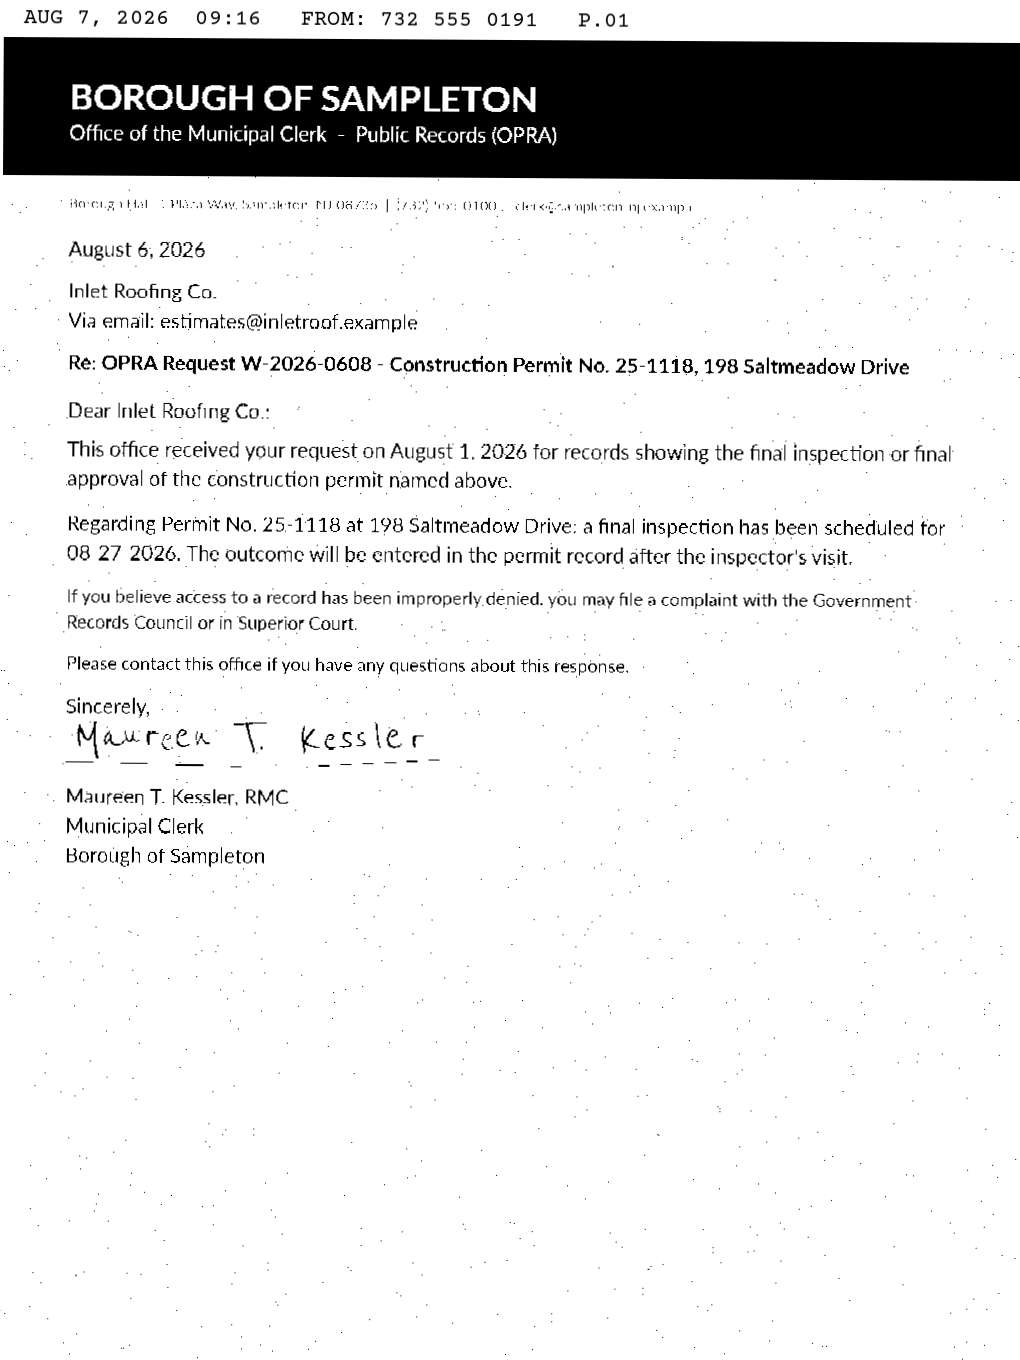 AUG 7, 2026 09:16 FROM: 732 555 0191 P.01
BOROUGH OF SAMPLETON
Office of the Municipal Clerk - Public Records (OPRA)
Plaza Way, NJ | (732) 0100
August 6, 2026
Inlet Roofing Co.
Via email: estimates@inletroof.example
Re: OPRA Request W-2026-0608 - Construction Permit No. 25-1118, 198 Saltmeadow Drive
Dear Inlet Roofing Co.:
This office received your request on August 1, 2026 for records showing the final inspection or final
approval of the construction permit named above.
Regarding Permit No. 25-1118 at 198 Saltmeadow Drive: a final inspection has been scheduled for
08 27 2026. The outcome will be entered in the permit record after the inspector's visit.
If you believe access to a record has been improperly denied, you may file a complaint with the Government
Records Council or in Superior Court.
Please contact this office if you have any questions about this response.
Sincerely,
Maureen T. Kessler
Maureen T. Kessler, RMC
Municipal Clerk
Borough of Sampleton